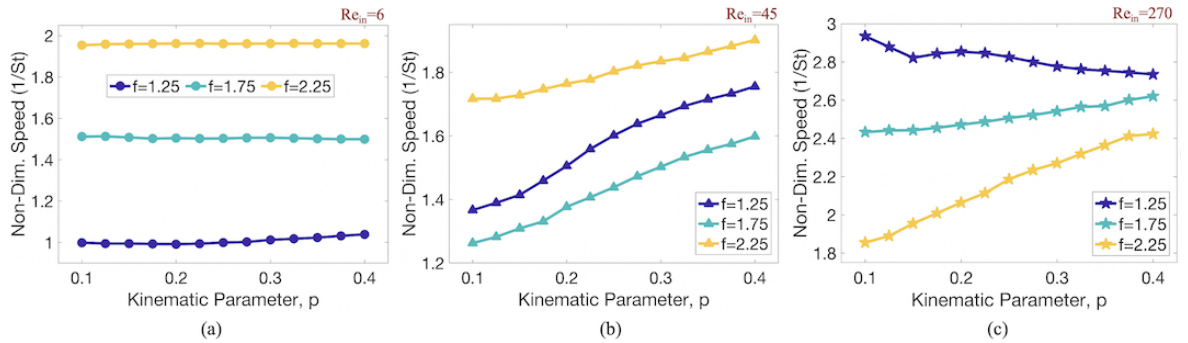 Re_in=6
Non-Dim. Speed (1/St)
2
1.8
1.6
1.4
1.2
1
f=1.25 f=1.75 f=2.25
0.1 0.2 0.3 0.4
Kinematic Parameter, p
(a)
Re_in=45
Non-Dim. Speed (1/St)
1.8
1.6
1.4
1.2
f=1.25
f=1.75
f=2.25
0.1 0.2 0.3 0.4
Kinematic Parameter, p
(b)
Re_in=270
Non-Dim. Speed (1/St)
3
2.8
2.6
2.4
2.2
2
1.8
f=1.25
f=1.75
f=2.25
0.1 0.2 0.3 0.4
Kinematic Parameter, p
(c)